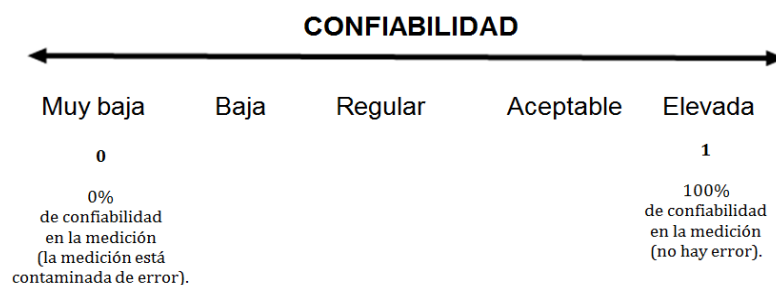 CONFIABILIDAD
Muy baja Baja Regular Aceptable Elevada
0
0%
de confiabilidad
en la medición
(la medición está
contaminada de error).
1
100%
de confiabilidad
en la medición
(no hay error).